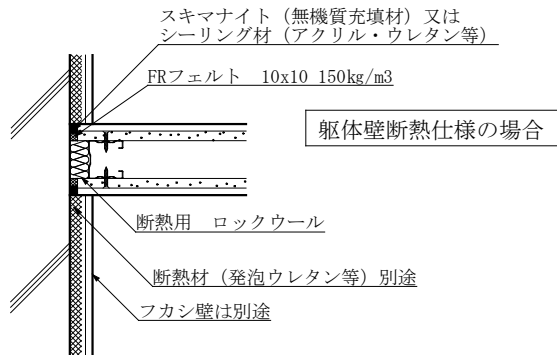 スキマナイト（無機質充填材）又は
シーリング材（アクリル・ウレタン等）
FRフェルト 10x10 150kg/m3
躯体壁断熱仕様の場合
断熱用 ロックウール
断熱材（発泡ウレタン等）別途
フカシ壁は別途